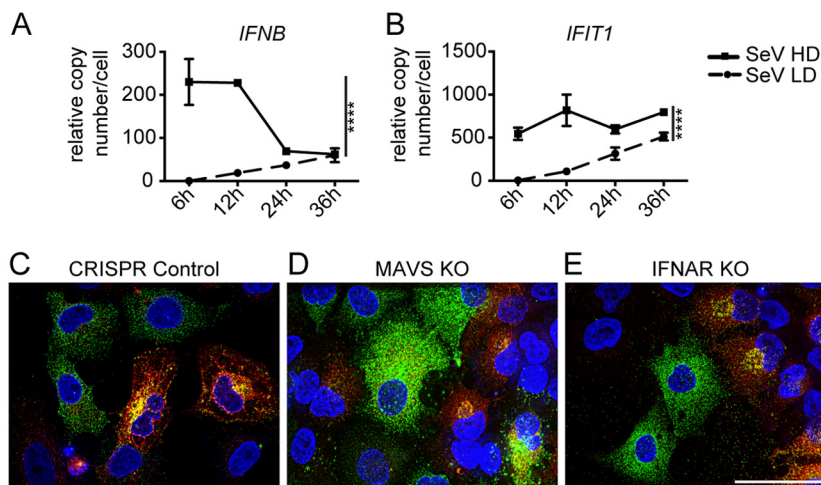 A
IFNB
relative copy
number/cell
300
200
100
0
6h
12h
24h
36h
****
B
IFIT1
relative copy
number/cell
1500
1000
500
0
6h
12h
24h
36h
****
SeV HD
SeV LD
C
CRISPR Control
D
MAVS KO
E
IFNAR KO